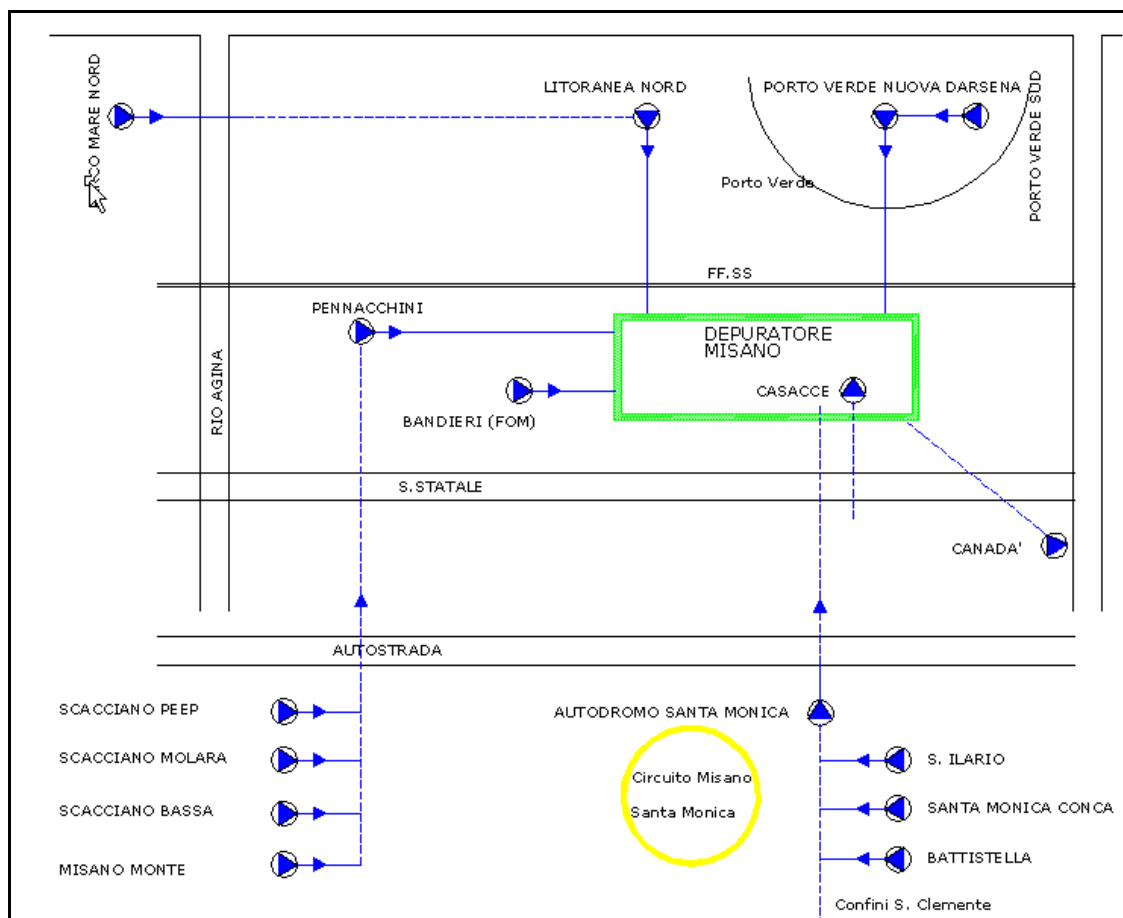 LITORANEA NORD
PORTO VERDE NUOVA DARSENA
CO MARE NORD
PORTO VERDE SUD
Porto Verde
FF.SS
PENNACCHINI
DEPURATORE
MISANO
RIO AGINA
CASACCE
BANDIERI (FOM)
S.STATALE
CANADA'
AUTOSTRADA
SCACCIANO PEEP
AUTODROMO SANTA MONICA
SCACCIANO MOLARA
S. ILARIO
Circuito Misano
SCACCIANO BASSA
Santa Monica
SANTA MONICA CONCA
MISANO MONTE
BATTISTELLA
Confini S. Clemente